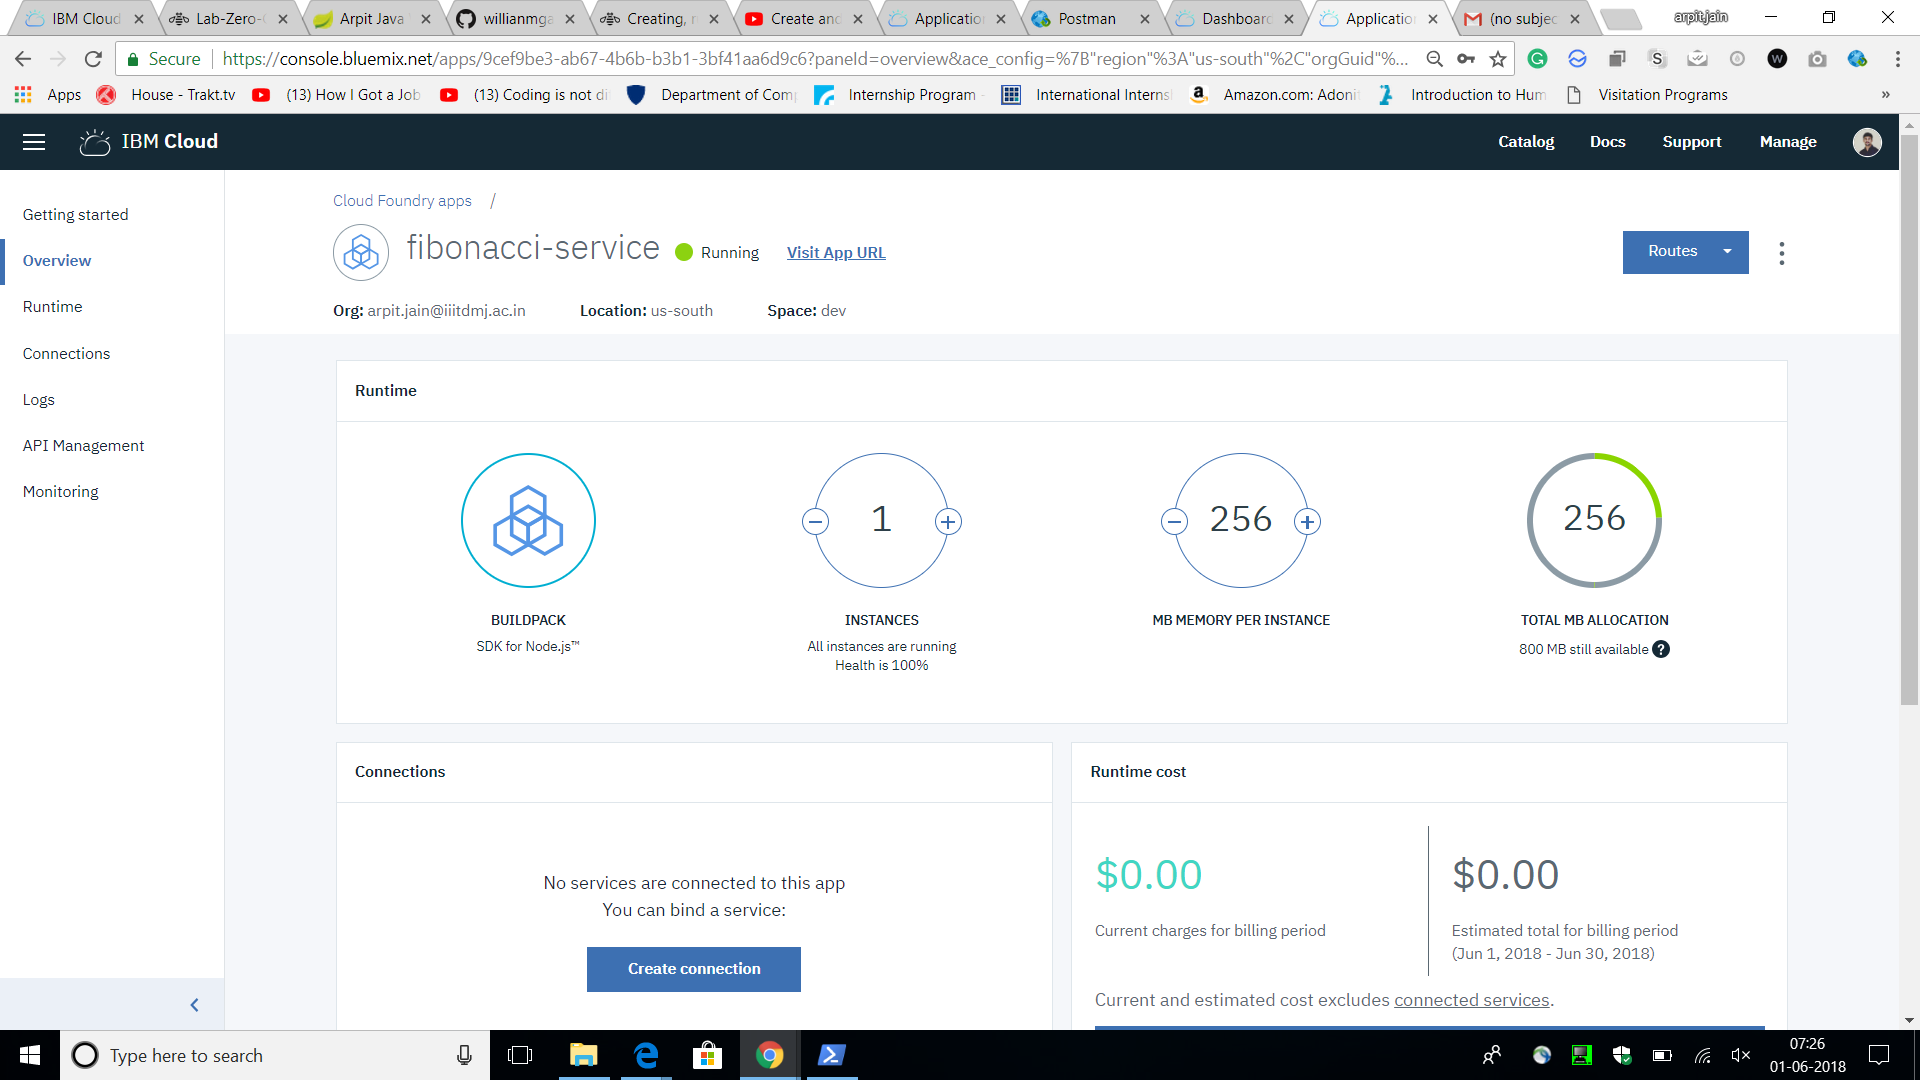 IBM Cloud
Lab-Zero-
Arpit Java
willianmga
Creating, r
Create and
Applicatio
Postman
Dashboard
Applicatio
(no subjec
arpitjain
Secure
https://console.bluemix.net/apps/9cef9be3-ab67-4b6b-b3b1-3bf41aa6d9c6?paneId=overview&ace_config=%7B"region"%3A"us-south"%2C"orgGuid"%...
Apps
House - Trakt.tv
(13) How I Got a Job
(13) Coding is not di
Department of Comp
Internship Program -
International Interns
Amazon.com: Adonit
Introduction to Hum
Visitation Programs
»
IBM Cloud
Catalog
Docs
Support
Manage
Getting started
Overview
Runtime
Connections
Logs
API Management
Monitoring
Cloud Foundry apps /
fibonacci-service
Running
Visit App URL
Routes
Org: arpit.jain@iiitdmj.ac.in
Location: us-south
Space: dev
Runtime
BUILDPACK
SDK for Node.js™
1
INSTANCES
All instances are running
Health is 100%
256
MB MEMORY PER INSTANCE
256
TOTAL MB ALLOCATION
800 MB still available ?
Connections
No services are connected to this app
You can bind a service:
Create connection
Runtime cost
$0.00
Current charges for billing period
$0.00
Estimated total for billing period
(Jun 1, 2018 - Jun 30, 2018)
Current and estimated cost excludes connected services.
Type here to search
07:26
01-06-2018